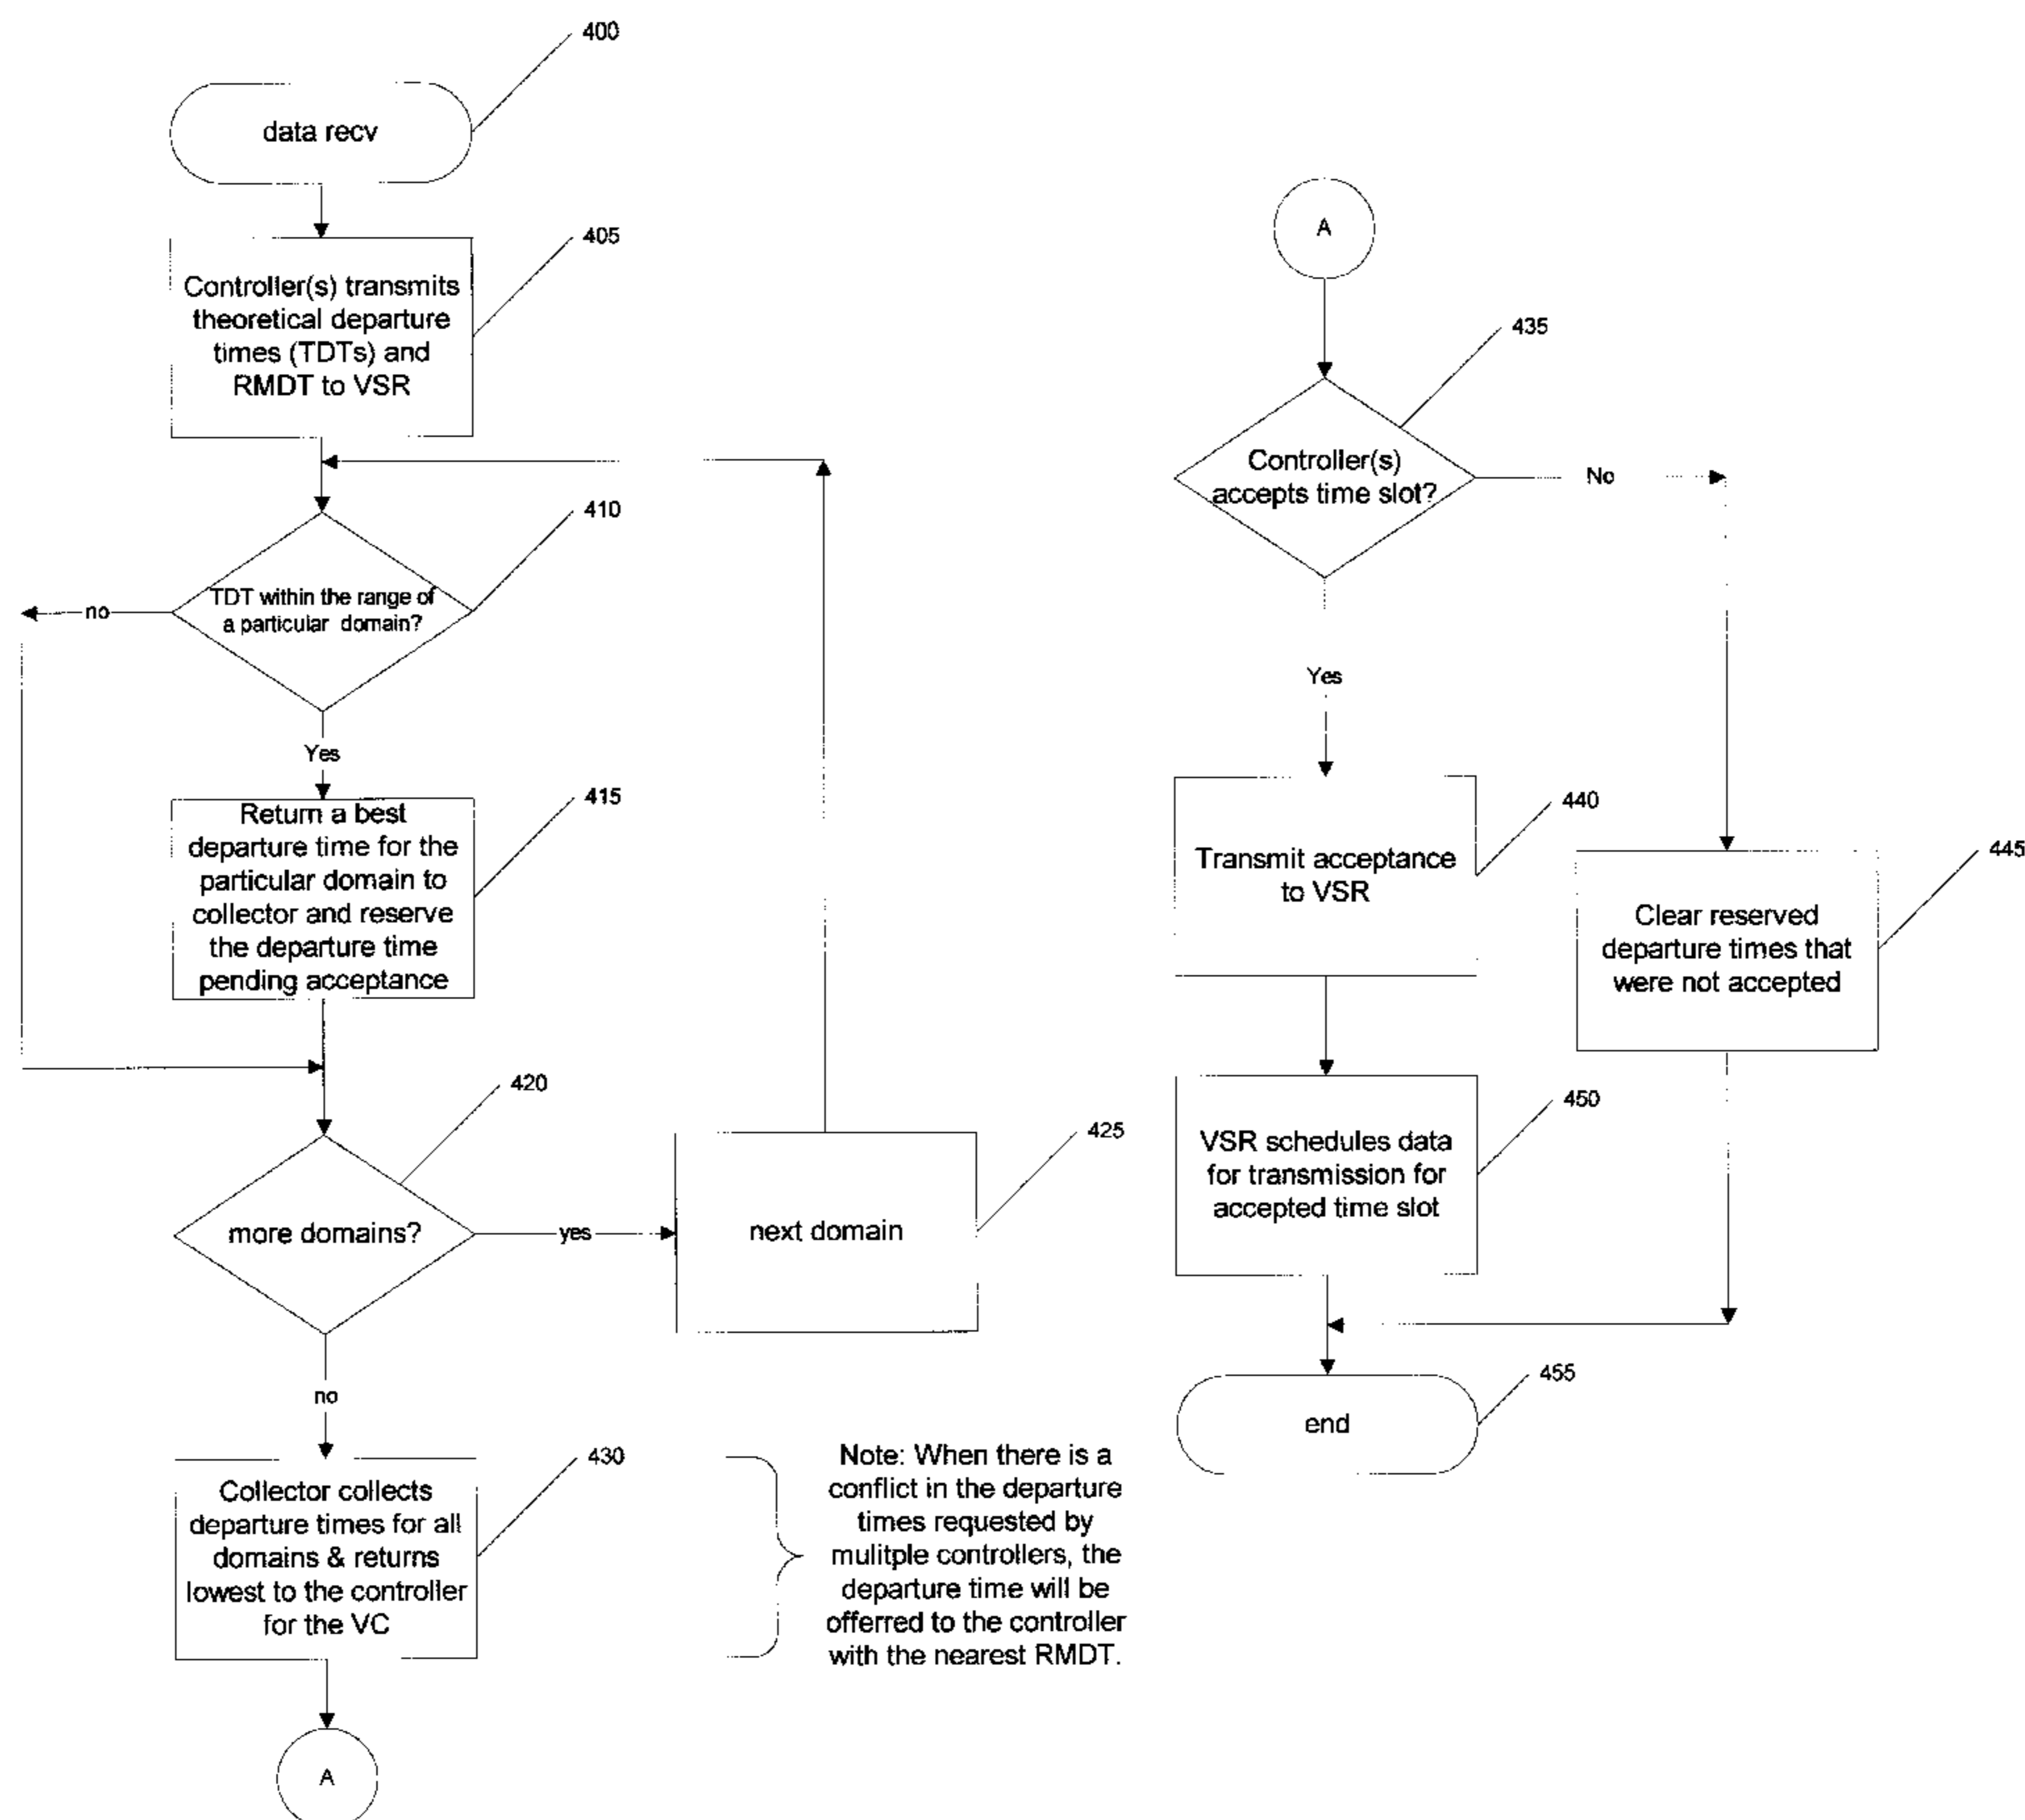 400
data recv
405
Controller(s) transmits
theoretical departure
times (TDTs) and
RMDT to VSR
410
TDT within the range of
a particular domain?
no
Yes
415
Return a best
departure time for the
particular domain to
collector and reserve
the departure time
pending acceptance
420
more domains?
yes
425
next domain
no
430
Collector collects
departure times for all
domains & returns
lowest to the controller
for the VC
Note: When there is a
conflict in the departure
times requested by
mulitple controllers, the
departure time will be
offerred to the controller
with the nearest RMDT.
A
A
435
Controller(s)
accepts time slot?
No
Yes
440
Transmit acceptance
to VSR
445
Clear reserved
departure times that
were not accepted
450
VSR schedules data
for transmission for
accepted time slot
455
end